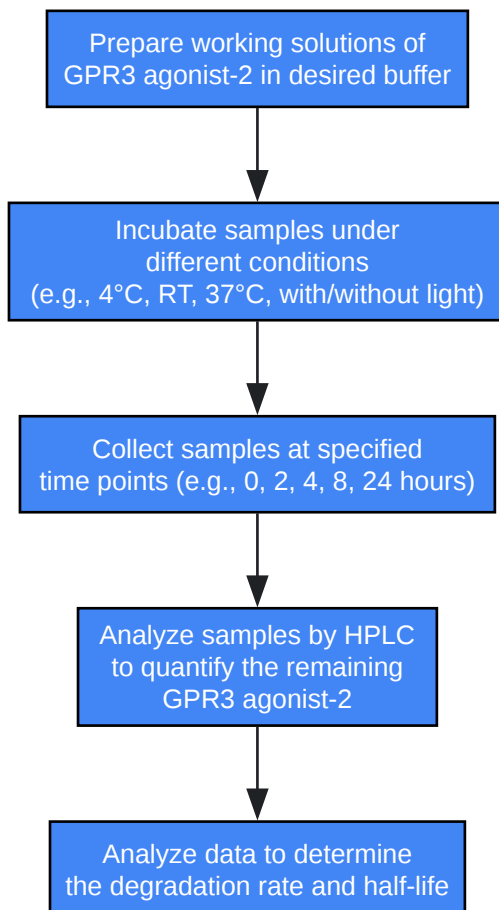 Prepare working solutions of
GPR3 agonist-2 in desired buffer
Incubate samples under
different conditions
(e.g., 4°C, RT, 37°C, with/without light)
Collect samples at specified
time points (e.g., 0, 2, 4, 8, 24 hours)
Analyze samples by HPLC
to quantify the remaining
GPR3 agonist-2
Analyze data to determine
the degradation rate and half-life